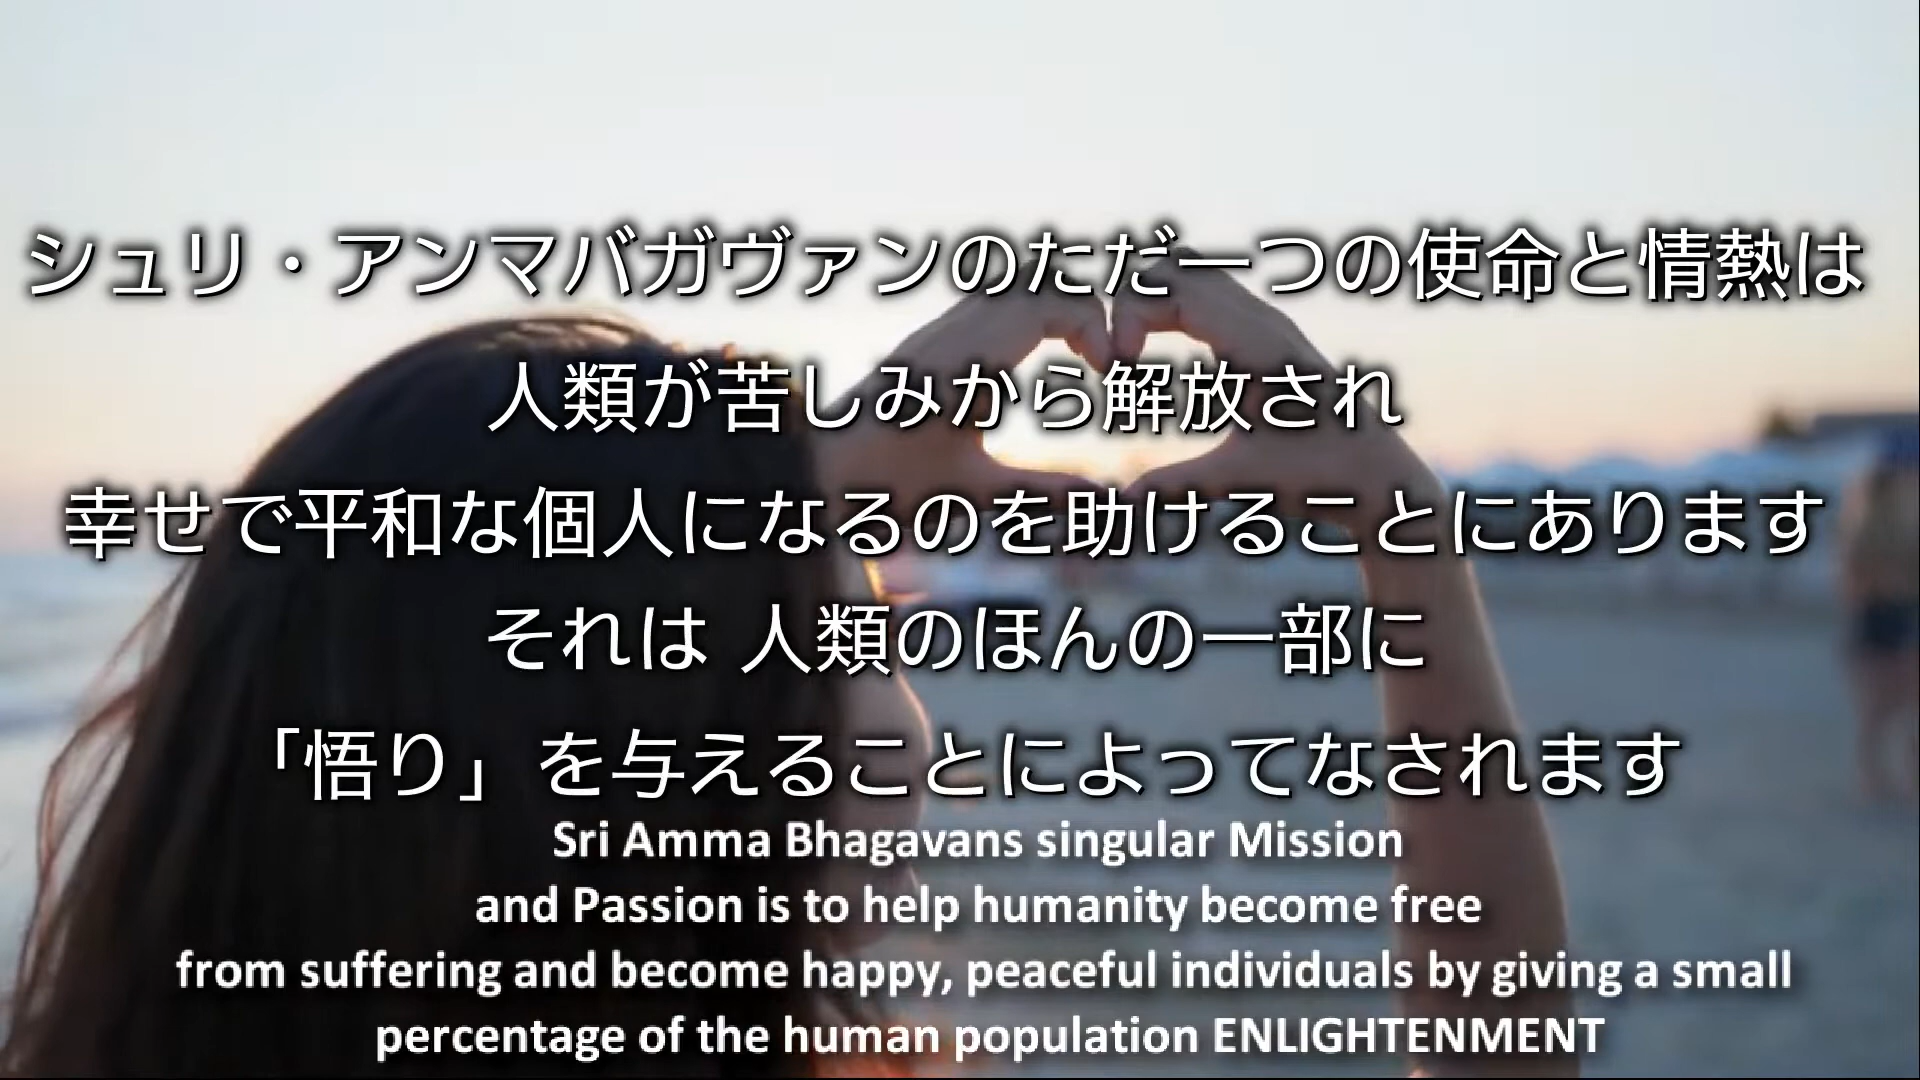 シュリ・アンマバガヴァンのただ一つの使命と情熱は
人類が苦しみから解放され
幸せで平和な個人になるのを助けることにあります
それは 人類のほんの一部に
「悟り」を与えることによってなされます
Sri Amma Bhagavans singular Mission
and Passion is to help humanity become free
from suffering and become happy, peaceful individuals by giving a small
percentage of the human population ENLIGHTENMENT